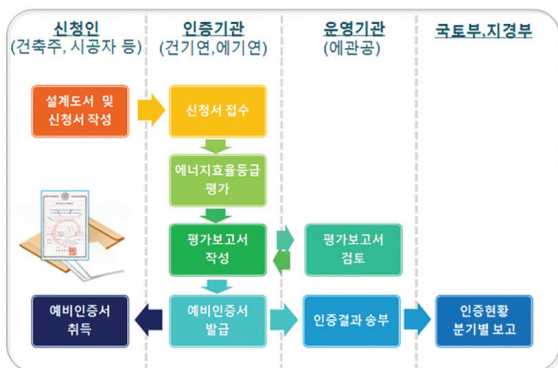 신청인
(건축주, 시공자 등)
인증기관
(건기연,에기연)
운영기관
(에관공)
국토부,지경부
설계도서 및
신청서 작성
신청서 접수
에너지효율등급
평가
평가보고서
작성
평가보고서
검토
예비인증서
취득
예비인증서
발급
인증결과 송부
인증현황
분기별 보고